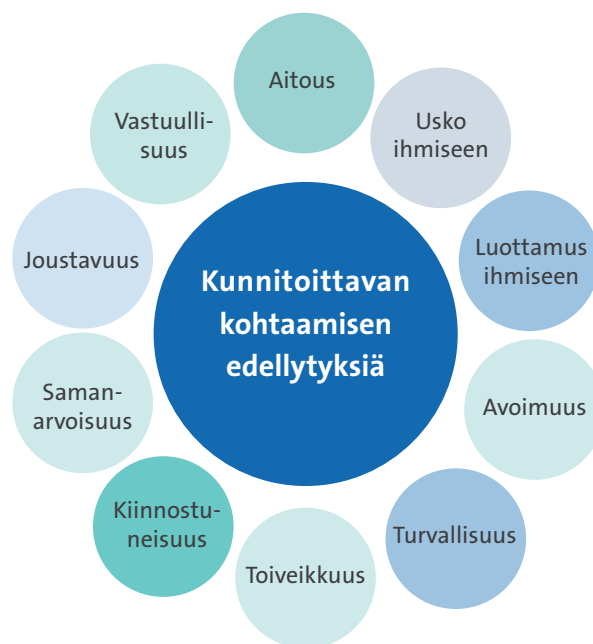 Aitous
Usko
ihmiseen
Luottamus
ihmiseen
Avoimuus
Turvallisuus
Toiveikkuus
Kiinnostu-
neisuus
Saman-
arvoisuus
Joustavuus
Vastuulli-
suus
Kunnitoittavan
kohtaamisen
edellytyksiä